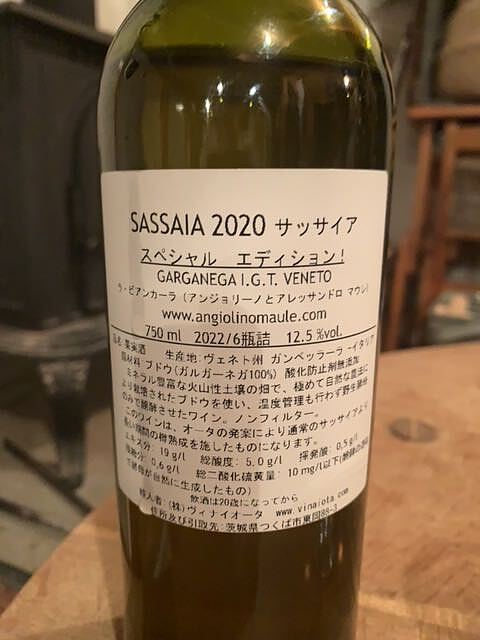 SASSAIA 2020 サッサイア
スペシャル エディション!
GARGANEGA I.G.T. VENETO
ラ・ビアンカーラ (アンジョリーノとアレッサンドロ マウレ)
www.angiolinomaule.com
750 ml 2022/6瓶詰 12.5 %vol.
品名:果実酒 生産地:ヴェネト州 ガンベッラーラ-イタリア
原材料 ブドウ(ガルガーネガ100%) 酸化防止剤無添加
ミネラル豊富な火山性土壌の畑で、極めて自然な農法に
より栽培されたブドウを使い、温度管理も行わず野生酵母
のみで醗酵させたワイン。ノンフィルター。
このワインは、オータの発案により通常のサッサイアより
長い期間の樽熟成を施したものになります。
エキス分: 19 g/l 総酸度: 5.0 g/l 揮発酸: 0.5 g/l
残糖分: 0.6 g/l 総二酸化硫黄量: 10 mg/l以下(醗酵の過程
で酵母が自然に生成したもの)
飲酒は20歳になってから
輸入者:(株)ヴィナイオータ www.vinaiota.com
住所及び引取先:茨城県つくば市東岡88-3